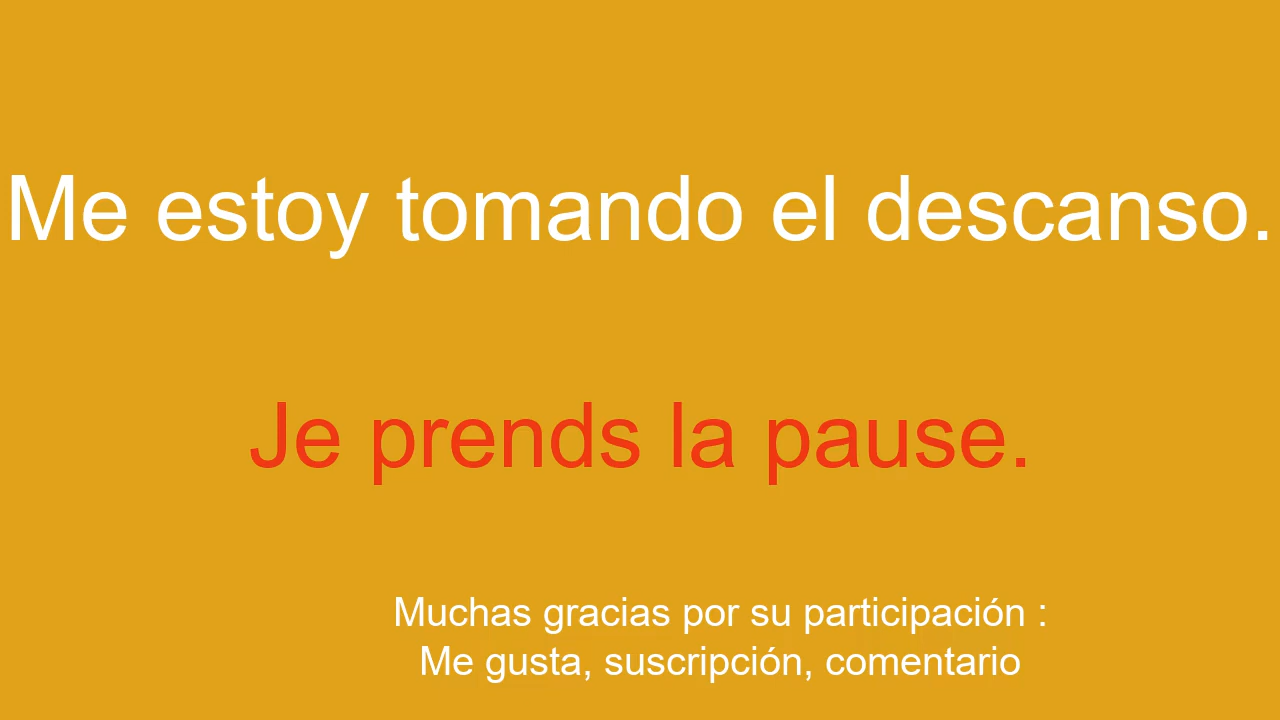 Me estoy tomando el descanso.
Je prends la pause.
Muchas gracias por su participación :
Me gusta, suscripción, comentario